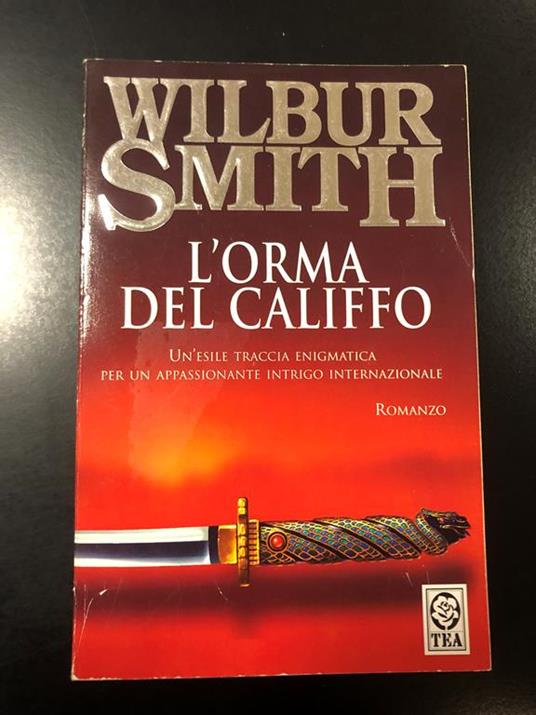 WILBUR
SMITH
L'ORMA
DEL CALIFFO
UN'ESILE TRACCIA ENIGMATICA
PER UN APPASSIONANTE INTRIGO INTERNAZIONALE
ROMANZO
TEA